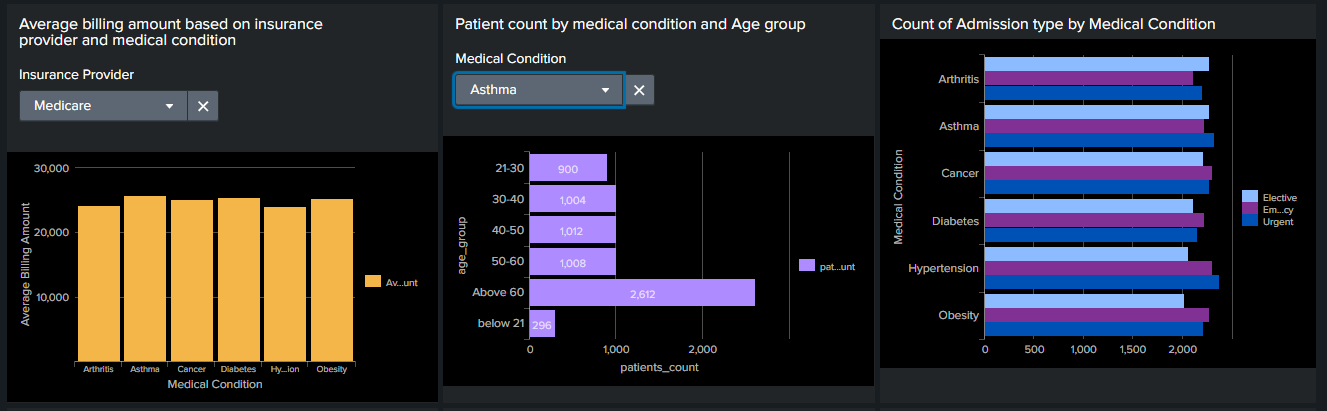 Average billing amount based on insurance
provider and medical condition
Insurance Provider
Medicare
30,000
20,000
10,000
Average Billing Amount
Arthritis
Asthma
Cancer
Diabetes
Hy...ion
Obesity
Medical Condition
Av...unt
Patient count by medical condition and Age group
Medical Condition
Asthma
age_group
21-30
900
30-40
1,004
40-50
1,012
50-60
1,008
Above 60
2,612
below 21
296
0
1,000
2,000
patients_count
pat...unt
Count of Admission type by Medical Condition
Medical Condition
Arthritis
Asthma
Cancer
Diabetes
Hypertension
Obesity
0
500
1,000
1,500
2,000
Elective
Em...cy
Urgent